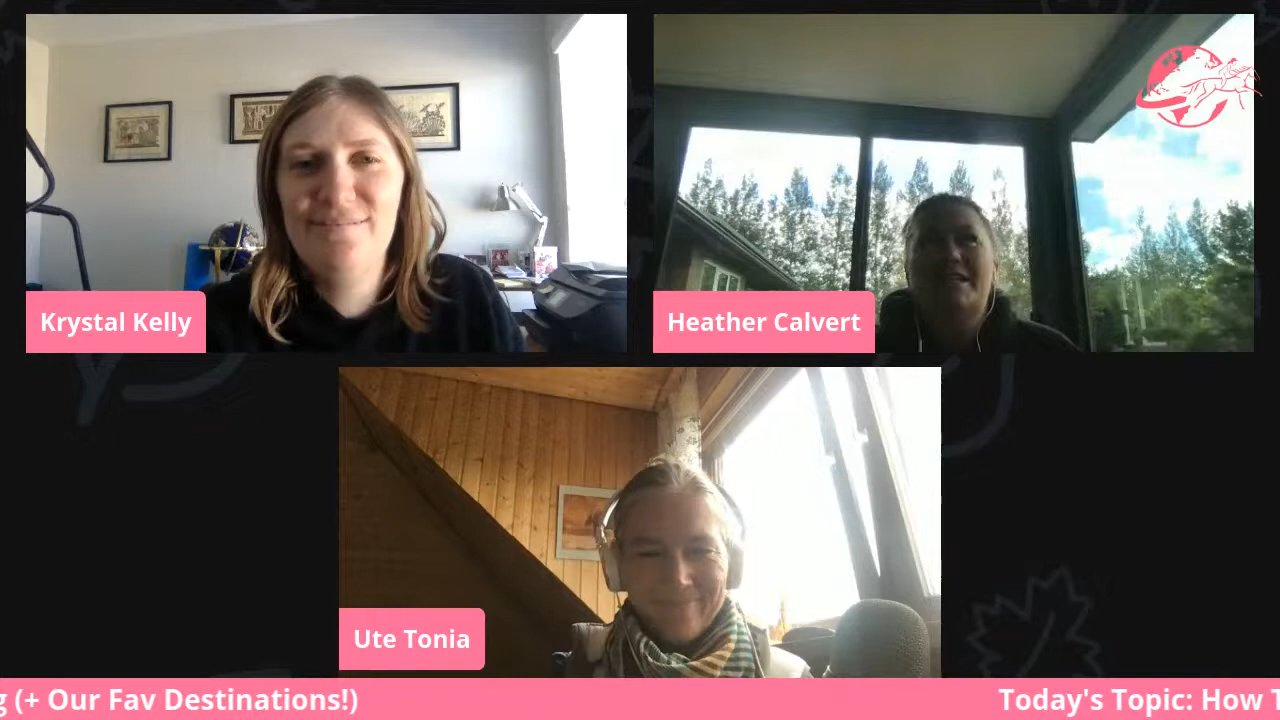 Krystal Kelly
Heather Calvert
Ute Tonia
g (+ Our Fav Destinations!)
Today's Topic: How T